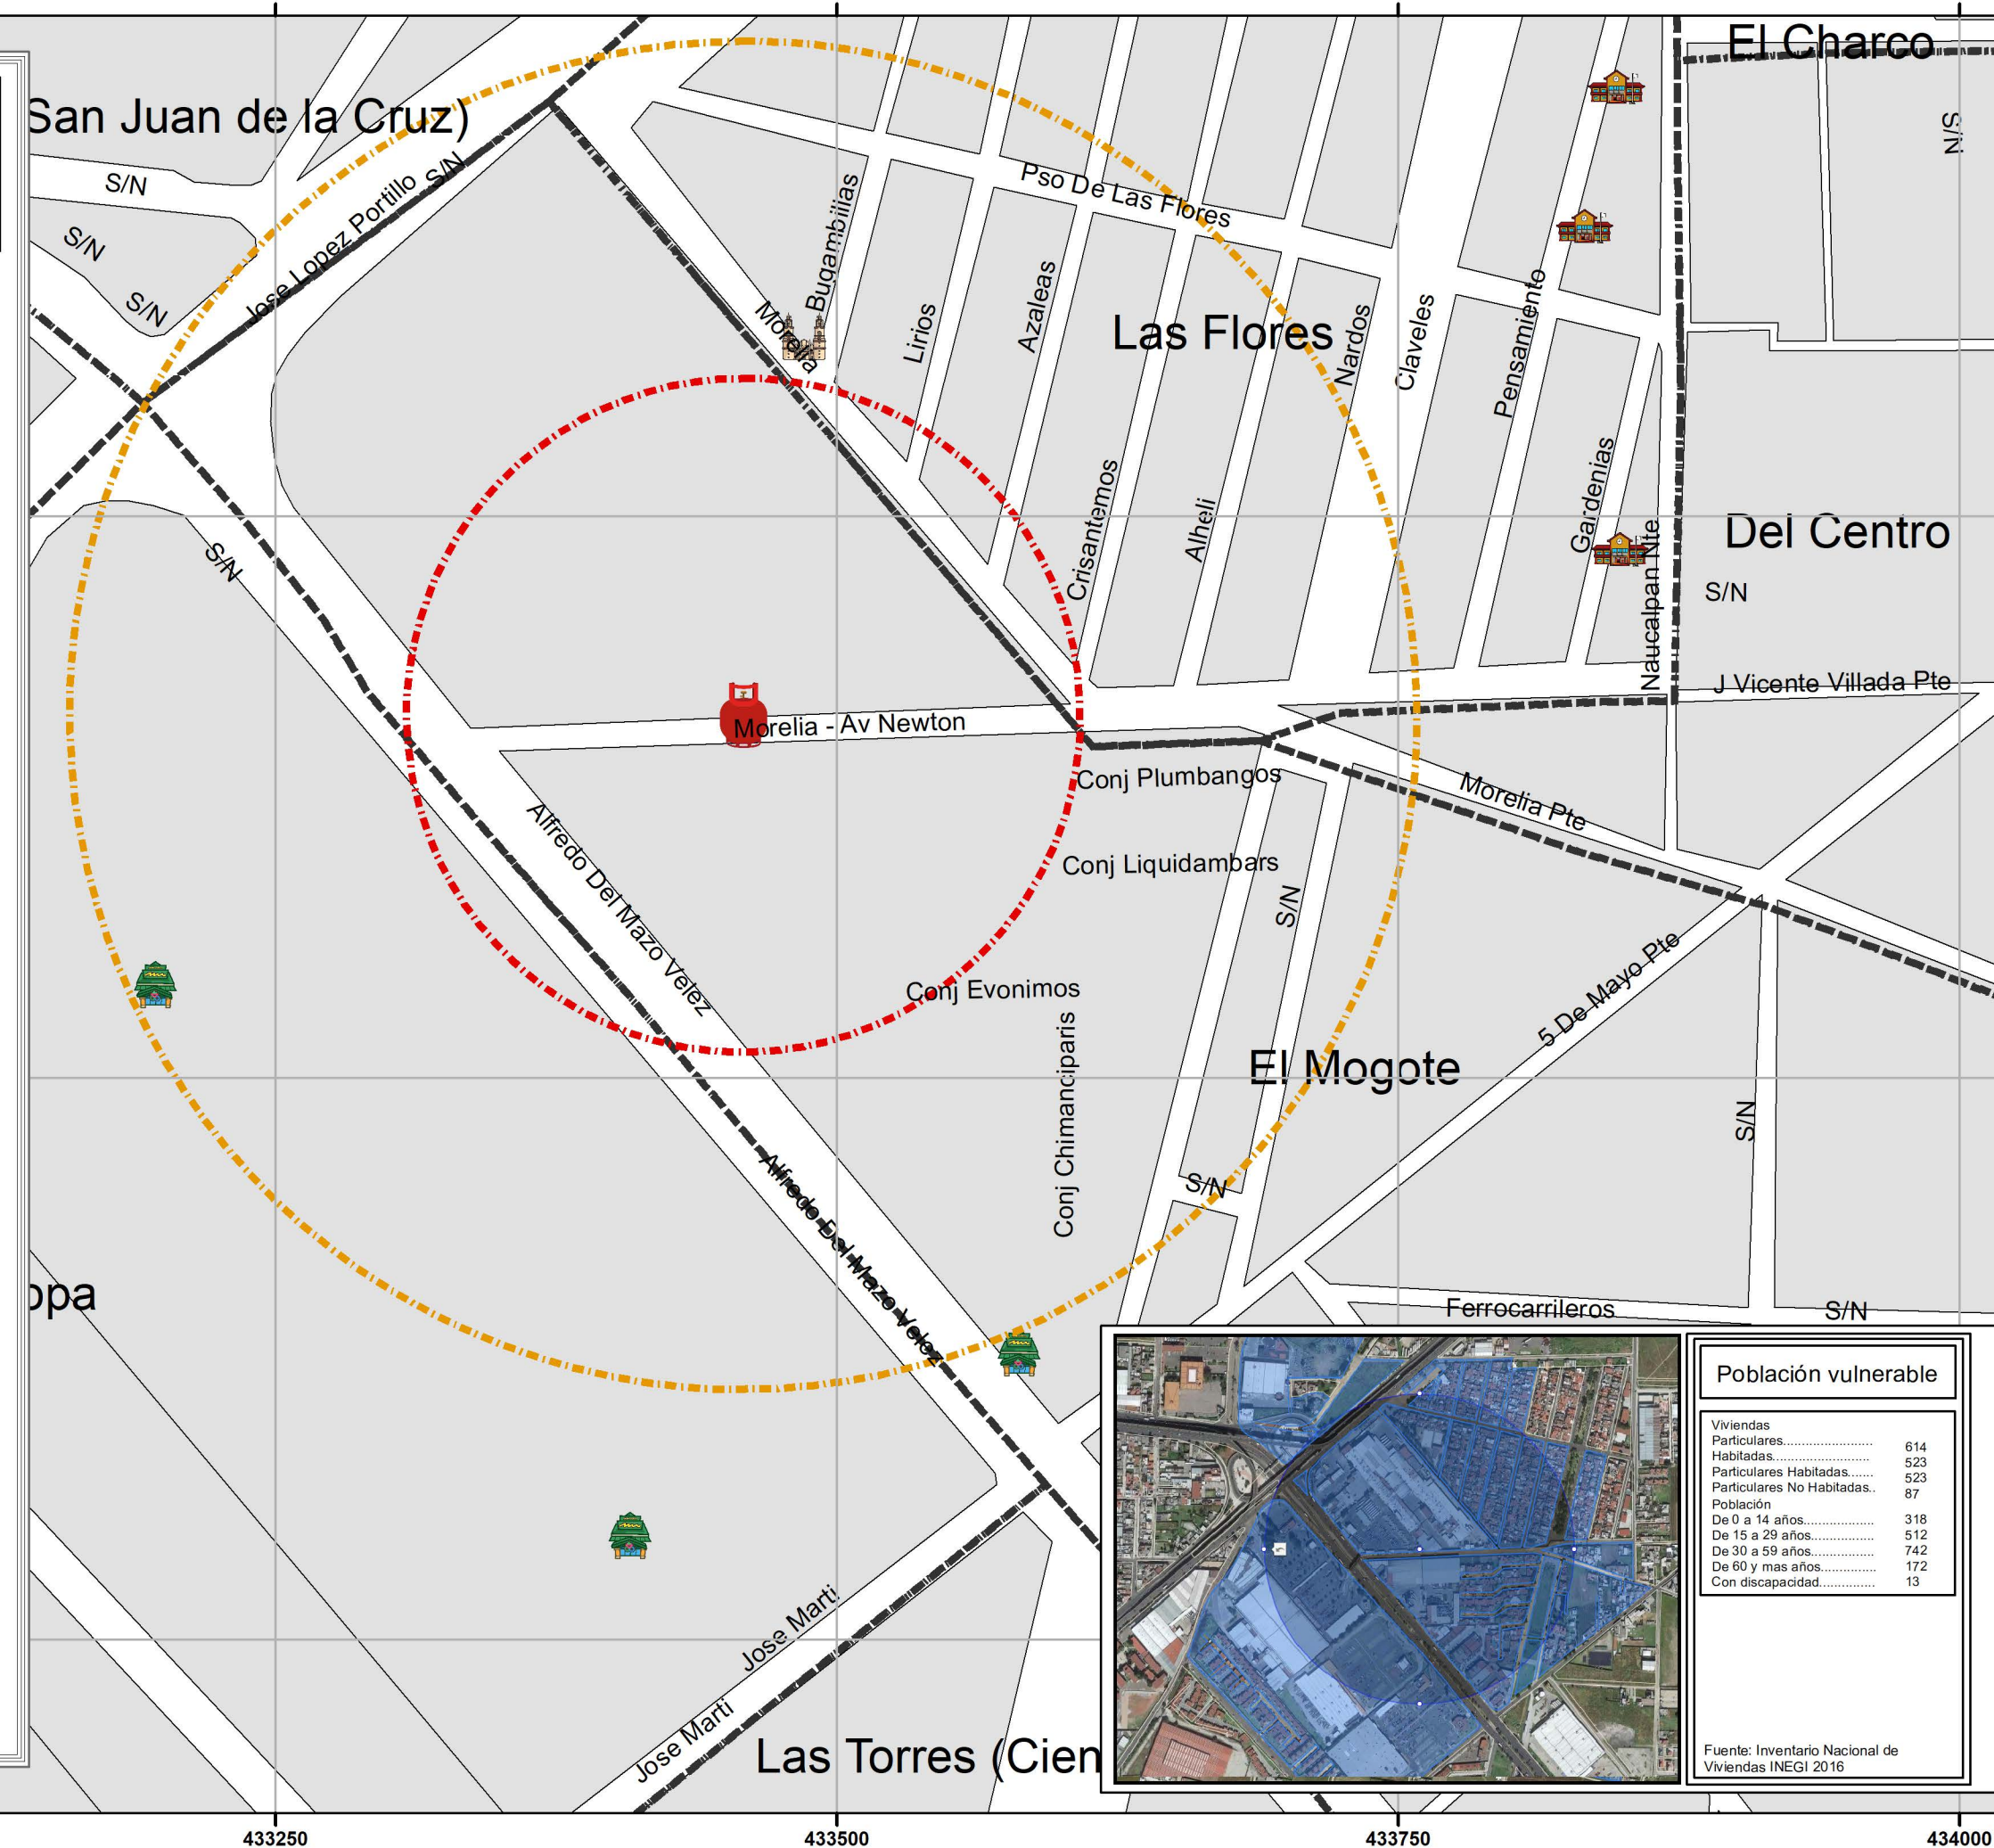 El Charco
San Juan de la Cruz)
S/N
S/N
S/N
S/N
Jose Lopez Portillo
S/N
Pso De Las Flores
Bugambilias
Morelia
Lirios
Azaleas
Las Flores
Nardos
Claveles
Pensamiento
S/N
Crisantemos
Alheli
Gardenias
Naucalpan Nte
Del Centro
S/N
J Vicente Villada Pte
Morelia - Av Newton
Conj Plumbangos
Morelia Pte
Alfredo Del Mazo Velez
Conj Liquidambars
S/N
5 De Mayo Pte
Conj Evonimos
Conj Chimanciparis
El Mogote
S/N
S/N
Alfredo Del Mazo Velez
opa
Ferrocarrileros
S/N
Jose Marti
Jose Marti
Las Torres (Cien
Población vulnerable
Viviendas
Particulares....................... 614
Habitadas......................... 523
Particulares Habitadas....... 523
Particulares No Habitadas.. 87
Población
De 0 a 14 años.................. 318
De 15 a 29 años................ 512
De 30 a 59 años................ 742
De 60 y mas años.............. 172
Con discapacidad............... 13
Fuente: Inventario Nacional de
Viviendas INEGI 2016
433250
433500
433750
434000